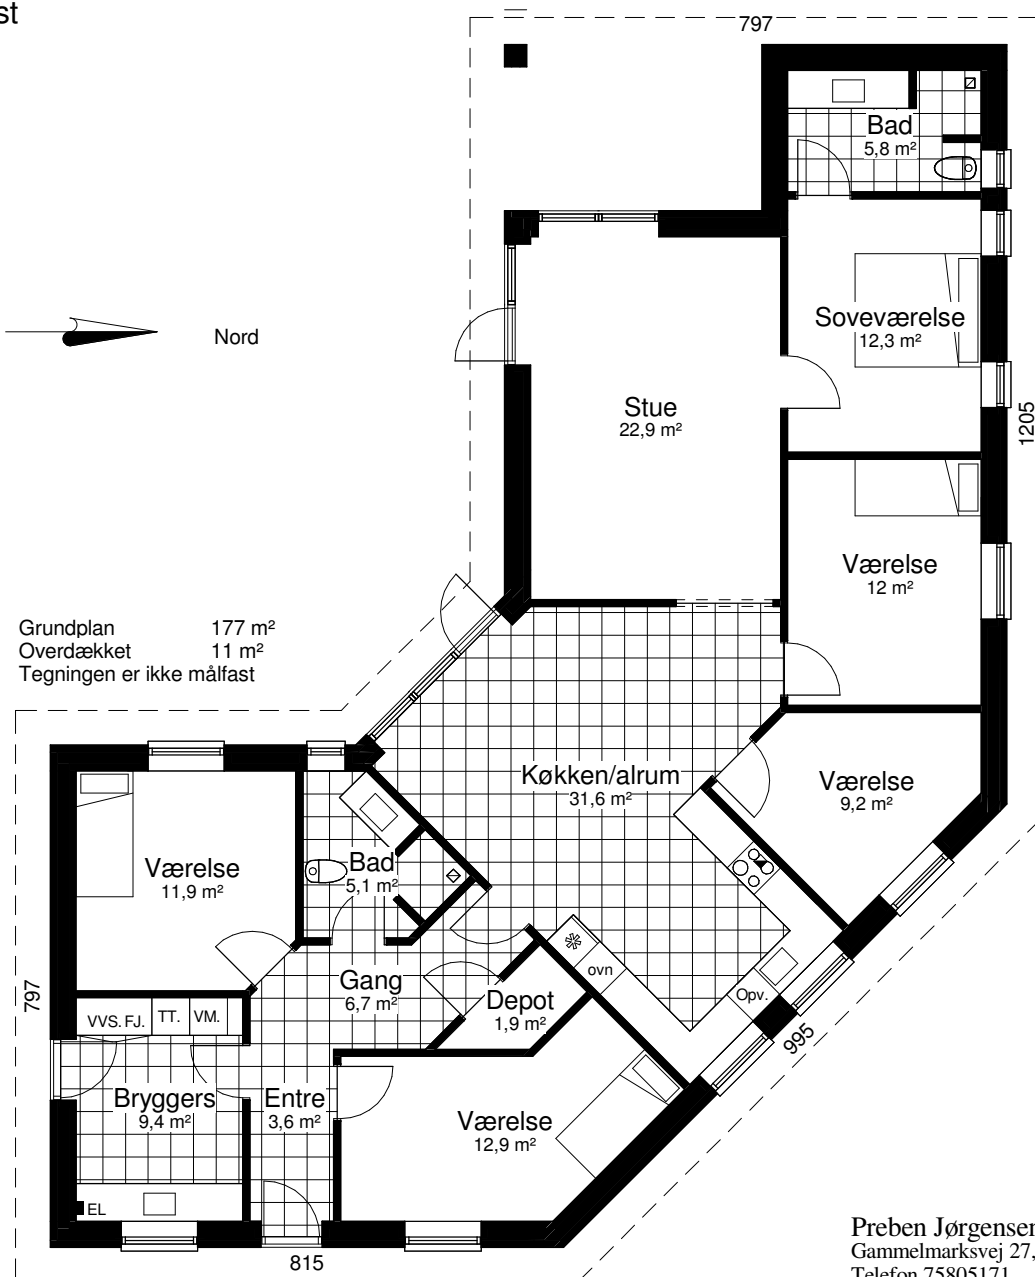 st
797
Bad
5,8 m²
Nord
Soveværelse
12,3 m²
Stue
22,9 m²
1205
Værelse
12 m²
Grundplan 177 m²
Overdækket 11 m²
Tegningen er ikke målfast
Køkken/alrum
31,6 m²
Værelse
9,2 m²
Værelse
11,9 m²
Bad
5,1 m²
ovn
Opv.
Gang
6,7 m²
Depot
1,9 m²
797
VVS. FJ. TT. VM.
995
Bryggers
9,4 m²
Entre
3,6 m²
Værelse
12,9 m²
EL
815
Preben Jørgensen
Gammelmarksvej 27,
Telefon 75805171